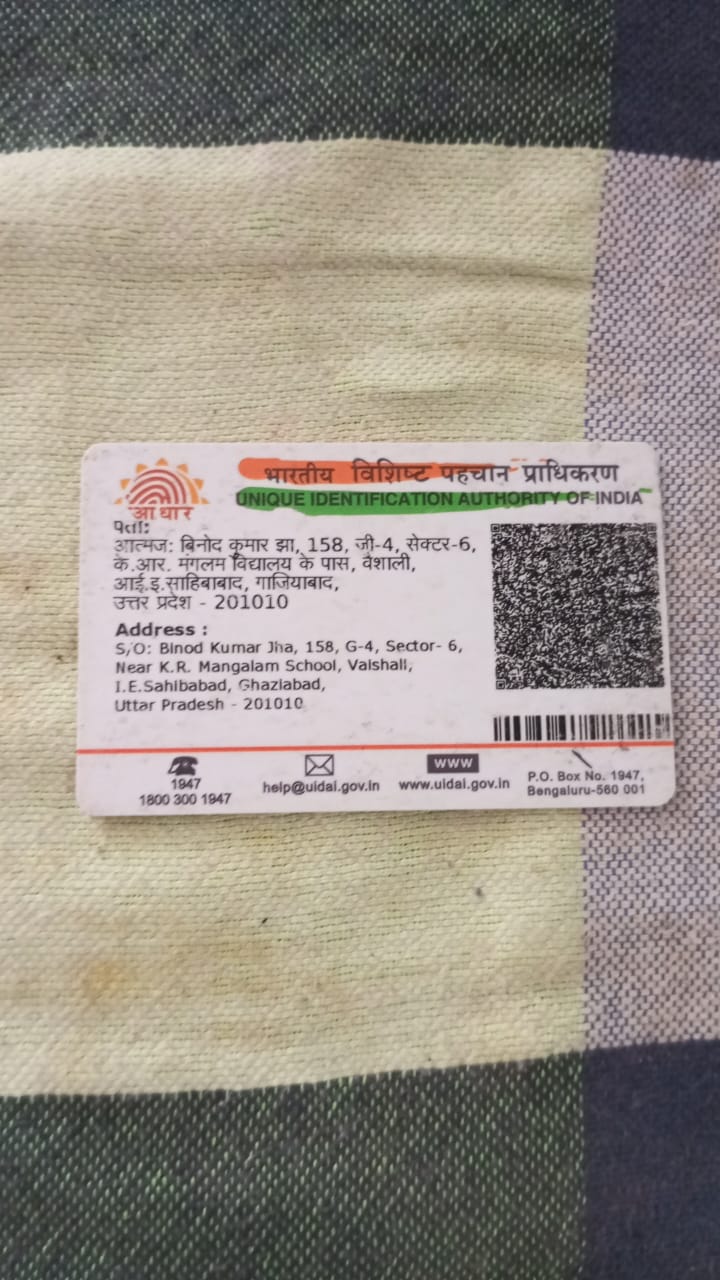 भारतीय विशिष्ट पहचान प्राधिकरण
UNIQUE IDENTIFICATION AUTHORITY OF INDIA
आधार
पता:
आत्मज: बिनोद कुमार झा, 158, जी-4, सेक्टर-6,
के.आर. मंगलम विद्यालय के पास, वैशाली,
आई.इ.साहिबाबाद, गाजियाबाद,
उत्तर प्रदेश - 201010
Address :
S/O: Binod Kumar Jha, 158, G-4, Sector- 6,
Near K.R. Mangalam School, Vaishali,
I.E.Sahibabad, Ghaziabad,
Uttar Pradesh - 201010
1947
1800 300 1947
help@uidai.gov.in
www
www.uidai.gov.in
P.O. Box No. 1947,
Bengaluru-560 001